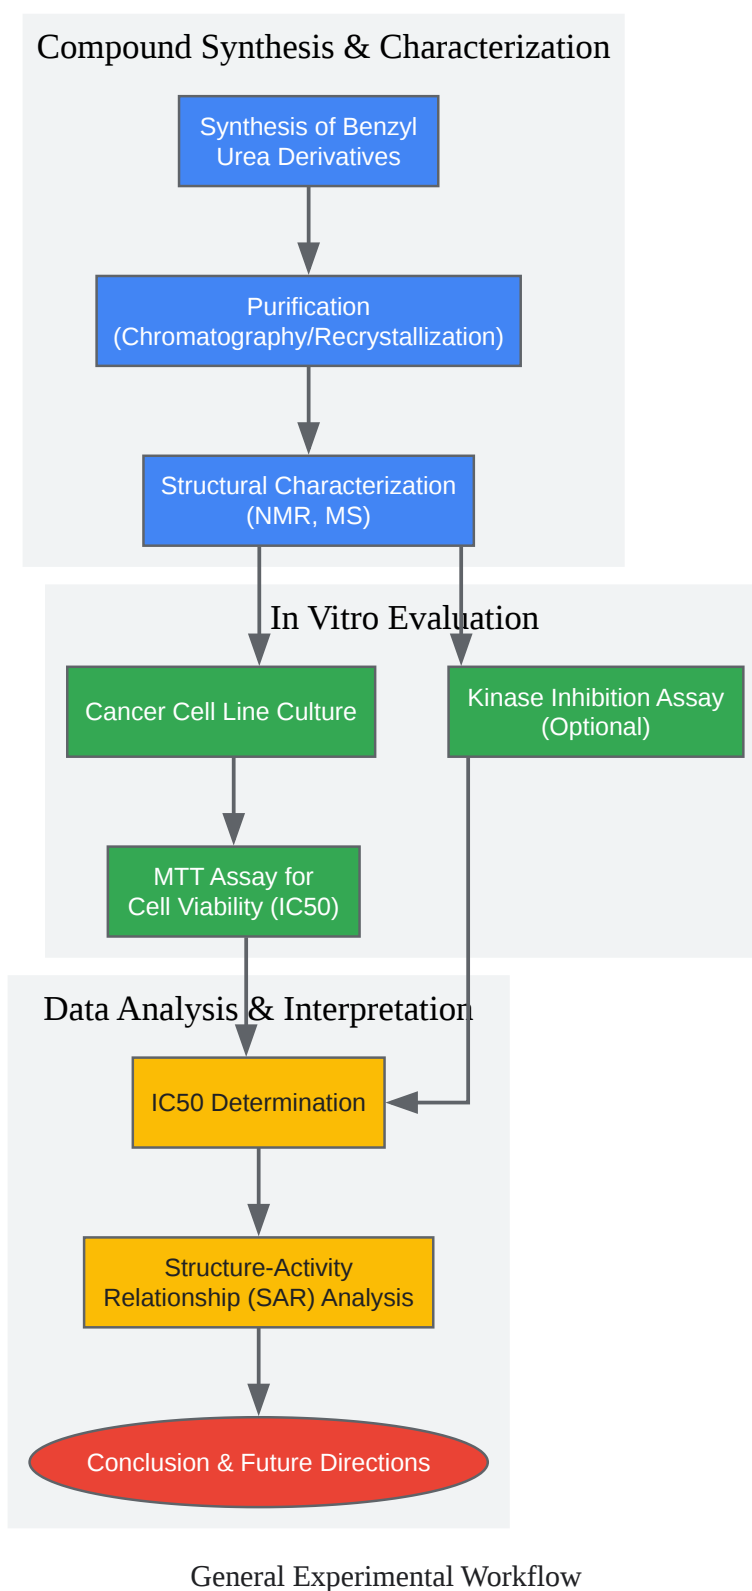 Compound Synthesis & Characterization
Synthesis of Benzyl
Urea Derivatives
Purification
(Chromatography/Recrystallization)
Structural Characterization
(NMR, MS)
In Vitro Evaluation
Cancer Cell Line Culture
Kinase Inhibition Assay
(Optional)
MTT Assay for
Cell Viability (IC50)
Data Analysis & Interpretation
IC50 Determination
Structure-Activity
Relationship (SAR) Analysis
Conclusion & Future Directions
General Experimental Workflow